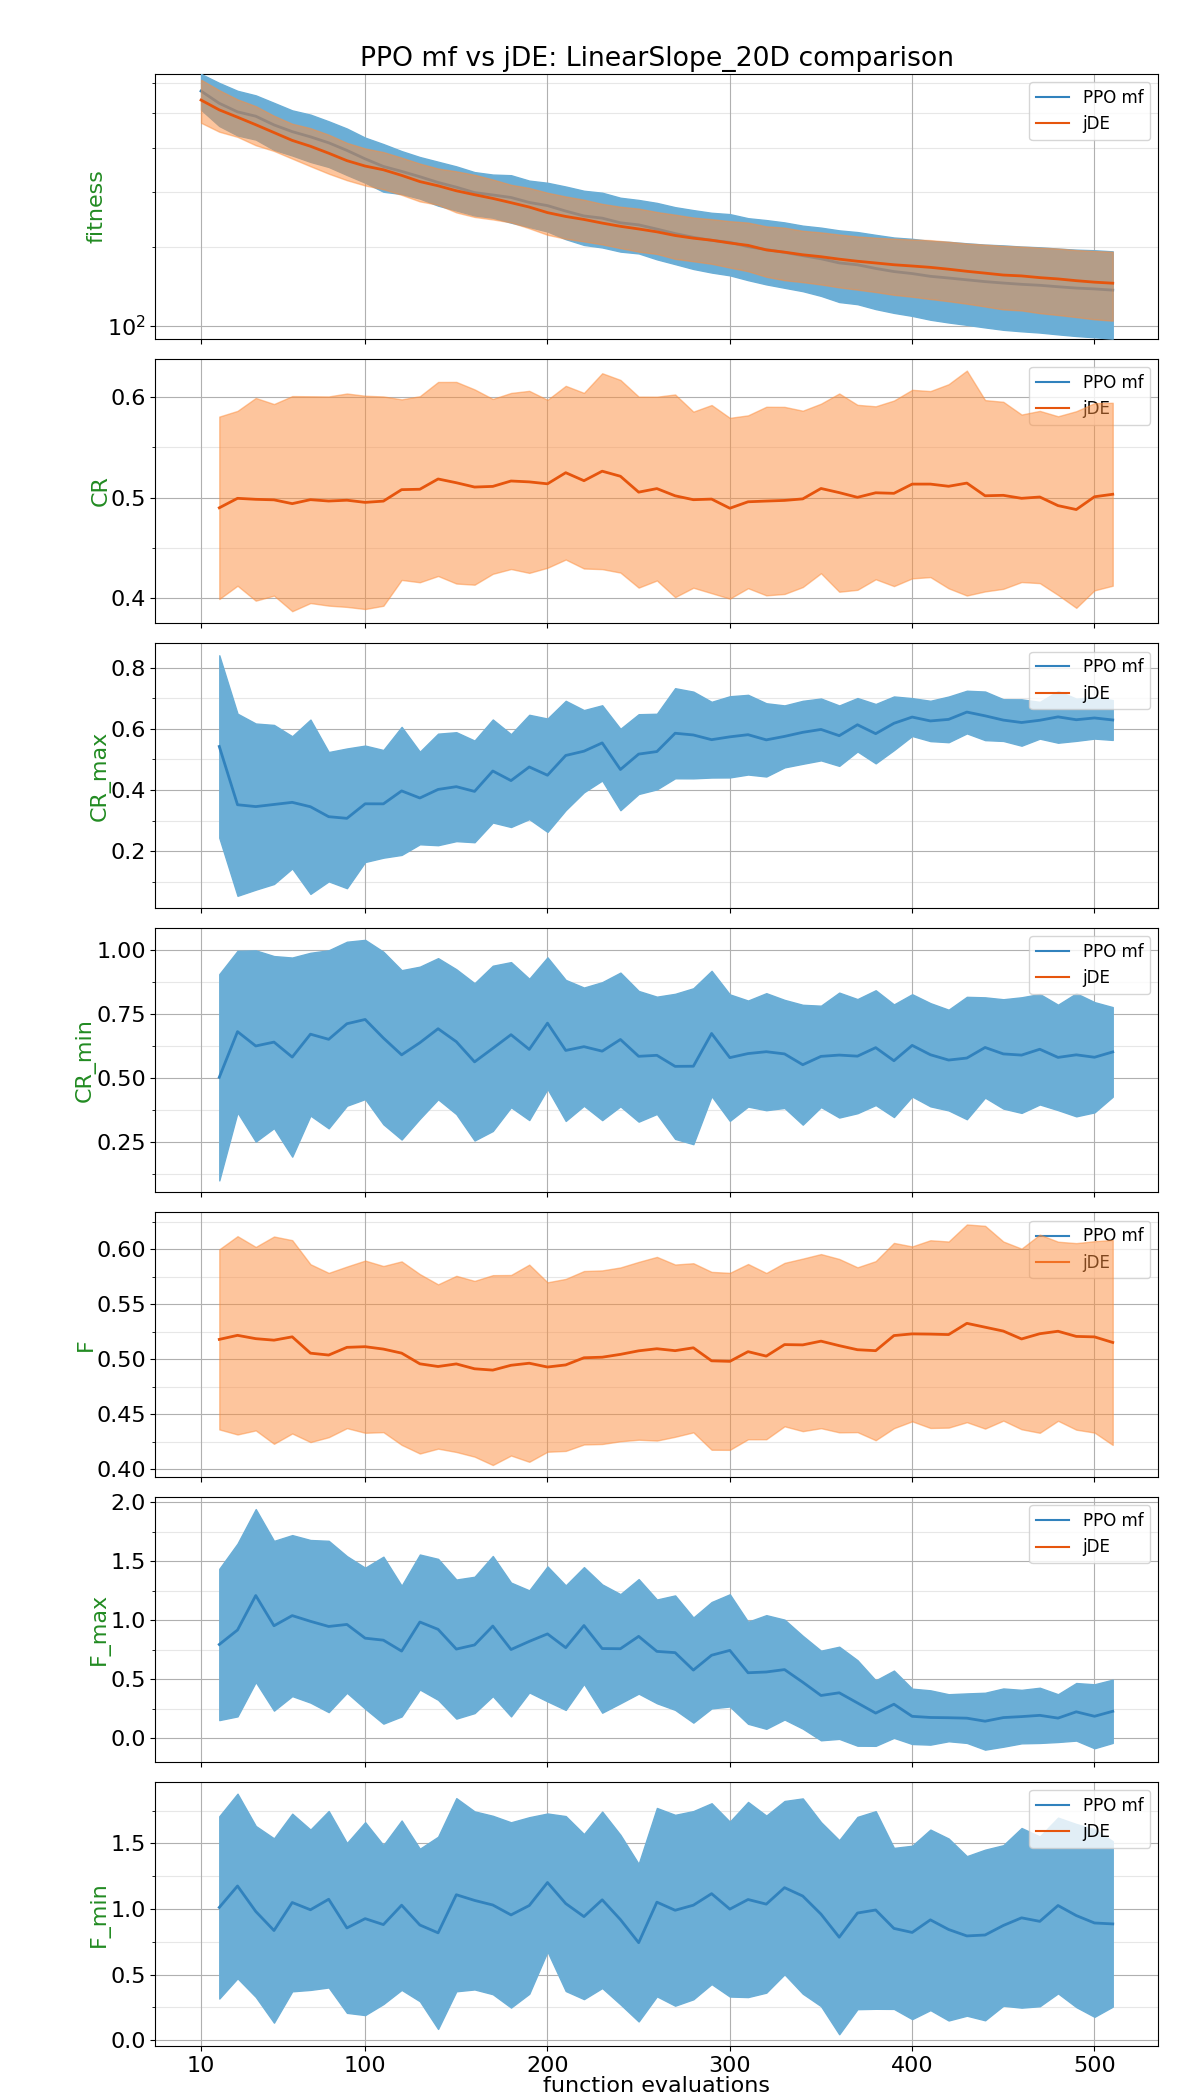 PPO mf vs jDE: LinearSlope_20D comparison
fitness
10²
PPO mf
jDE
CR
0.6
0.5
0.4
PPO mf
jDE
CR_max
0.8
0.6
0.4
0.2
PPO mf
jDE
CR_min
1.00
0.75
0.50
0.25
PPO mf
jDE
F
0.60
0.55
0.50
0.45
0.40
PPO mf
jDE
F_max
2.0
1.5
1.0
0.5
0.0
PPO mf
jDE
F_min
1.5
1.0
0.5
0.0
PPO mf
jDE
10 100 200 300 400 500
function evaluations